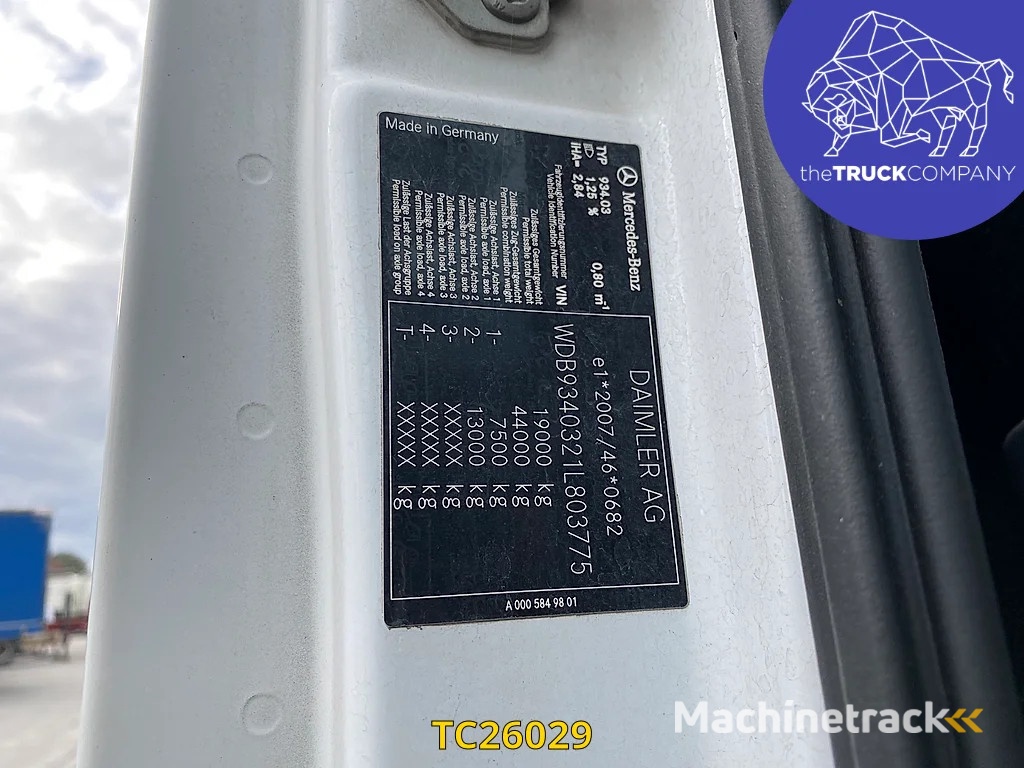 theTRUCKCOMPANY
Made in Germany
Mercedes-Benz
TYP 934.03 0,80 m⁻¹
1,25 %
iHA= 2,84
DAIMLER AG
e1*2007/46*0682
Fahrzeugidentifizierungsnummer
Vehicle Identification Number VIN WDB9340321L803775
Zulässiges Gesamtgewicht
Permissible total weight 19000 kg
Zulässiges Zug-Gesamtgewicht
Permissible combination weight 44000 kg
Zulässige Achslast, Achse 1
Permissible axle load, axle 1 1- 7500 kg
Zulässige Achslast, Achse 2
Permissible axle load, axle 2 2- 13000 kg
Zulässige Achslast, Achse 3
Permissible axle load, axle 3 3- XXXXX kg
Zulässige Achslast, Achse 4
Permissible axle load, axle 4 4- XXXXX kg
Zulässige Last der Achsgruppe
Permissible load on axle group T- XXXXX kg
A 000 584 98 01
Machinetrack
TC26029